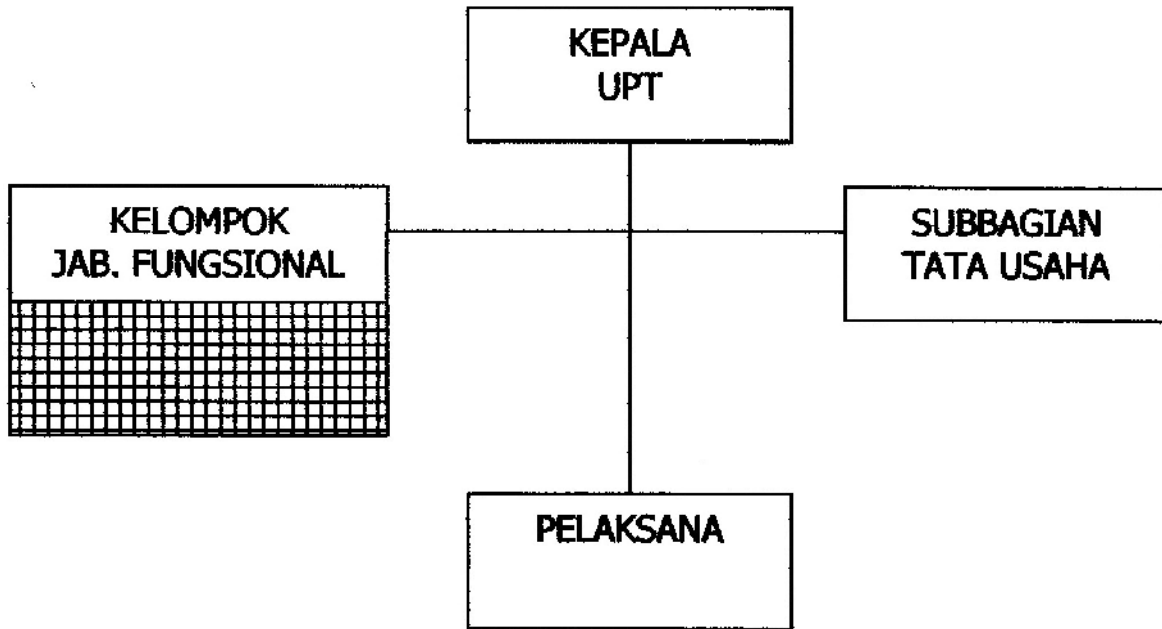 KEPALA
UPT
KELOMPOK
JAB. FUNGSIONAL
SUBBAGIAN
TATA USAHA
PELAKSANA